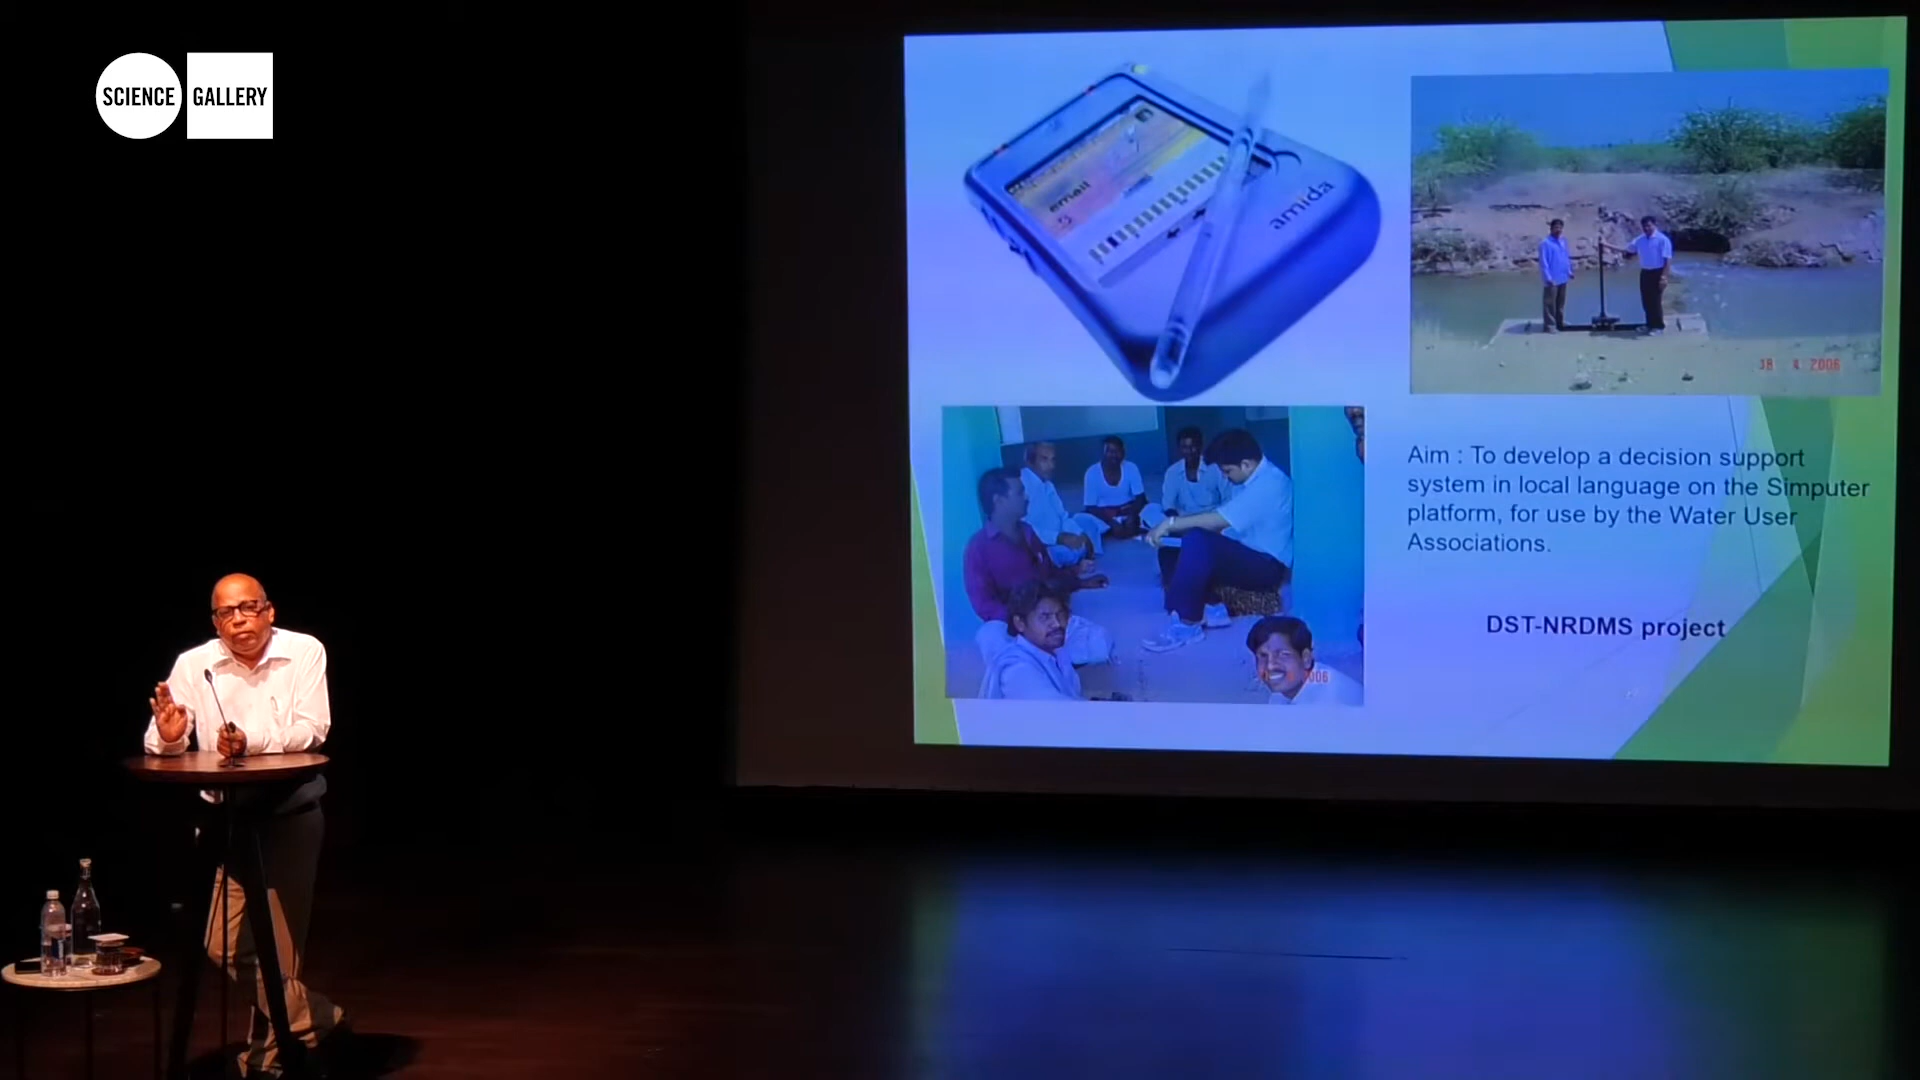 SCIENCE GALLERY
email
amida
18 4 2006
Aim : To develop a decision support
system in local language on the Simputer
platform, for use by the Water User
Associations.
DST-NRDMS project